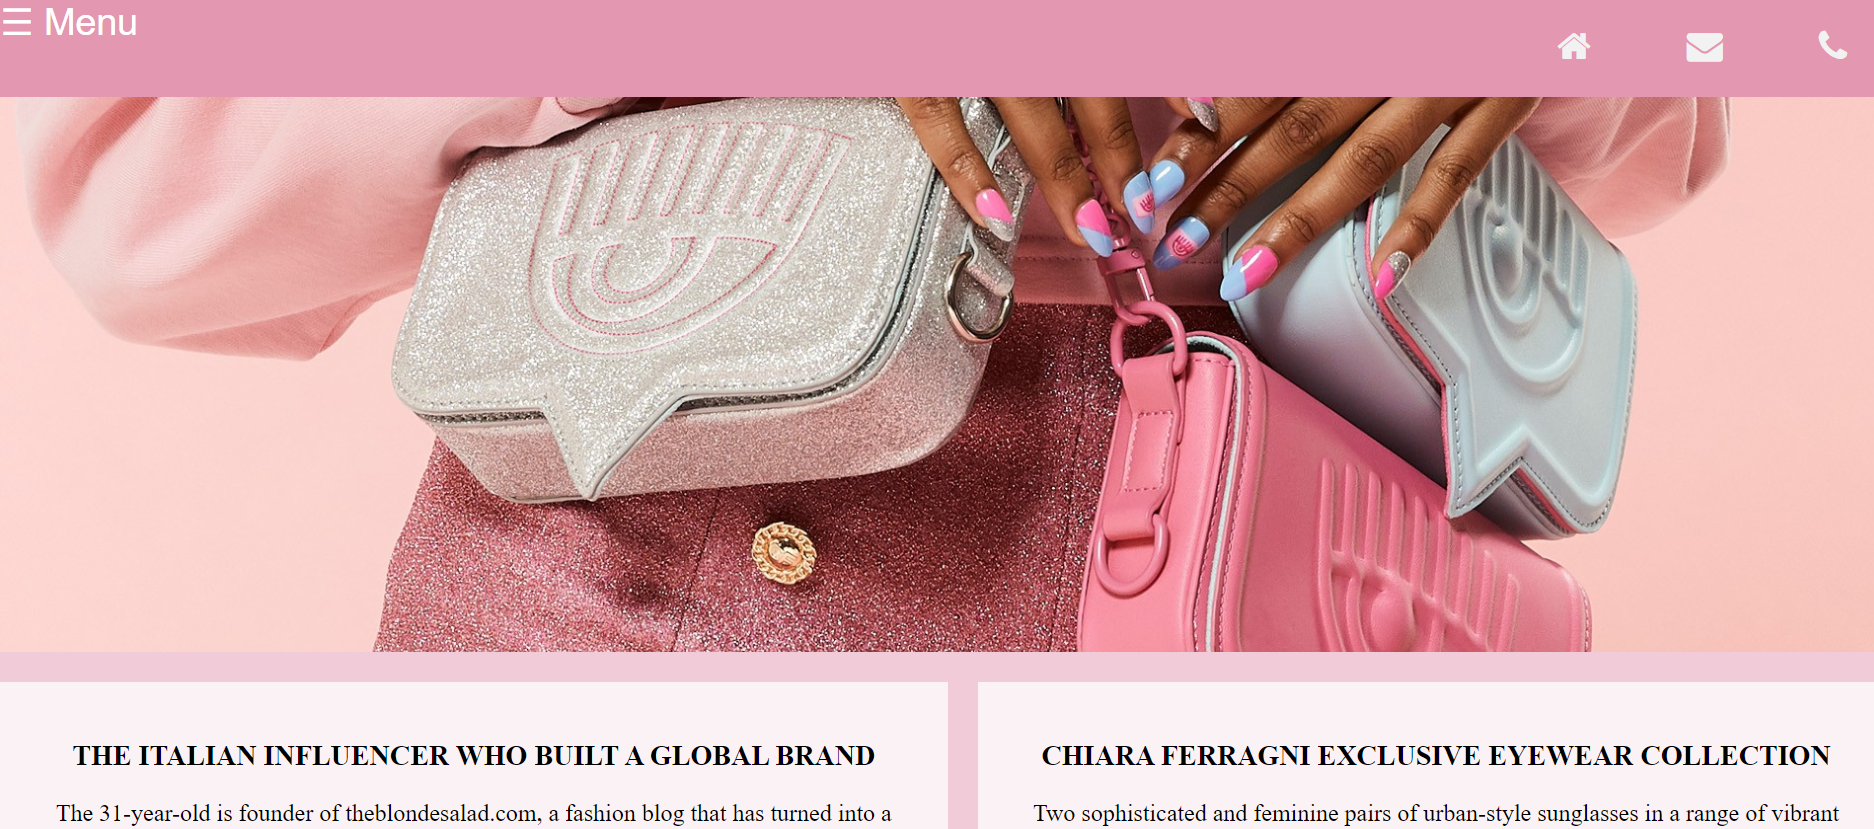 ☰ Menu
THE ITALIAN INFLUENCER WHO BUILT A GLOBAL BRAND
The 31-year-old is founder of theblondesalad.com, a fashion blog that has turned into a
CHIARA FERRAGNI EXCLUSIVE EYEWEAR COLLECTION
Two sophisticated and feminine pairs of urban-style sunglasses in a range of vibrant